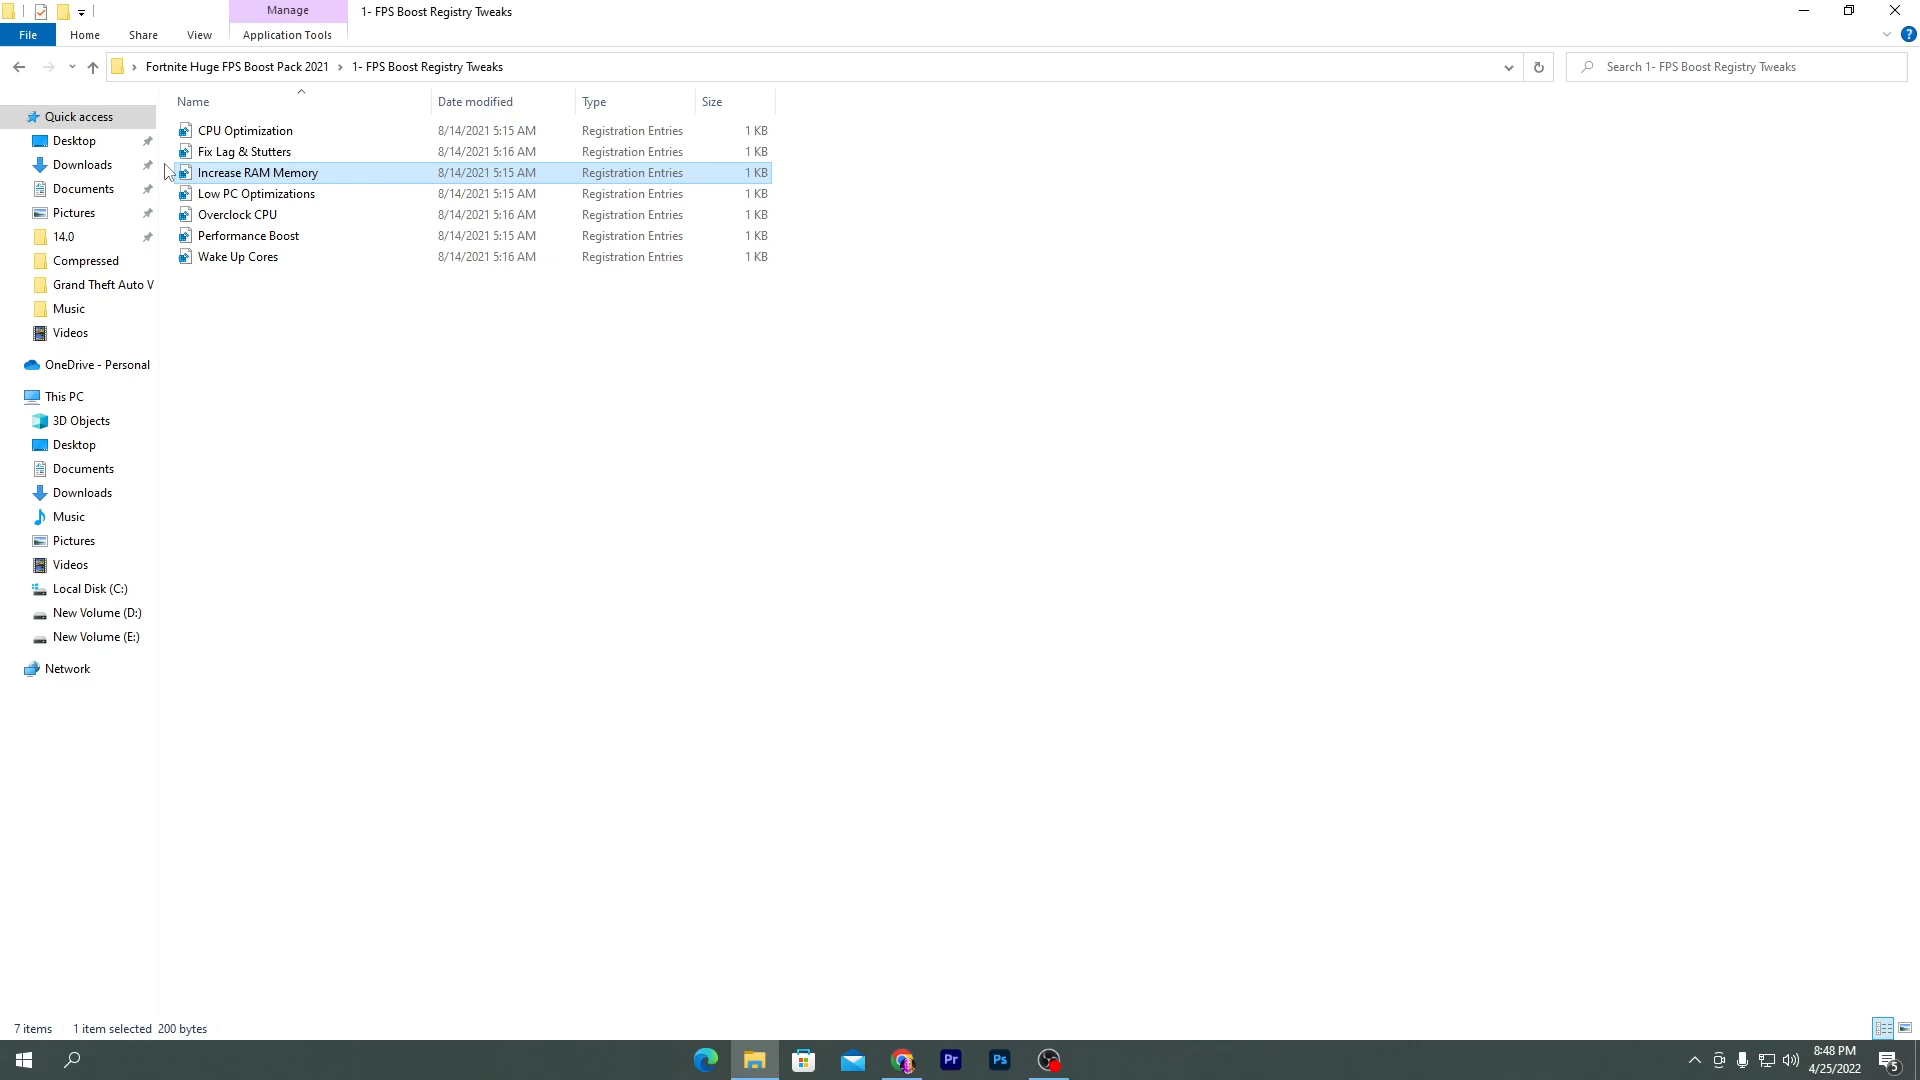 Manage
1- FPS Boost Registry Tweaks
File
Home
Share
View
Application Tools
Fortnite Huge FPS Boost Pack 2021
1- FPS Boost Registry Tweaks
Search 1- FPS Boost Registry Tweaks
Name
Date modified
Type
Size
CPU Optimization 8/14/2021 5:15 AM Registration Entries 1 KB
Fix Lag & Stutters 8/14/2021 5:16 AM Registration Entries 1 KB
Increase RAM Memory 8/14/2021 5:15 AM Registration Entries 1 KB
Low PC Optimizations 8/14/2021 5:15 AM Registration Entries 1 KB
Overclock CPU 8/14/2021 5:16 AM Registration Entries 1 KB
Performance Boost 8/14/2021 5:15 AM Registration Entries 1 KB
Wake Up Cores 8/14/2021 5:16 AM Registration Entries 1 KB
Quick access
Desktop
Downloads
Documents
Pictures
14.0
Compressed
Grand Theft Auto V
Music
Videos
OneDrive - Personal
This PC
3D Objects
Desktop
Documents
Downloads
Music
Pictures
Videos
Local Disk (C:)
New Volume (D:)
New Volume (E:)
Network
7 items
1 item selected 200 bytes
Pr
Ps
8:48 PM
4/25/2022
5